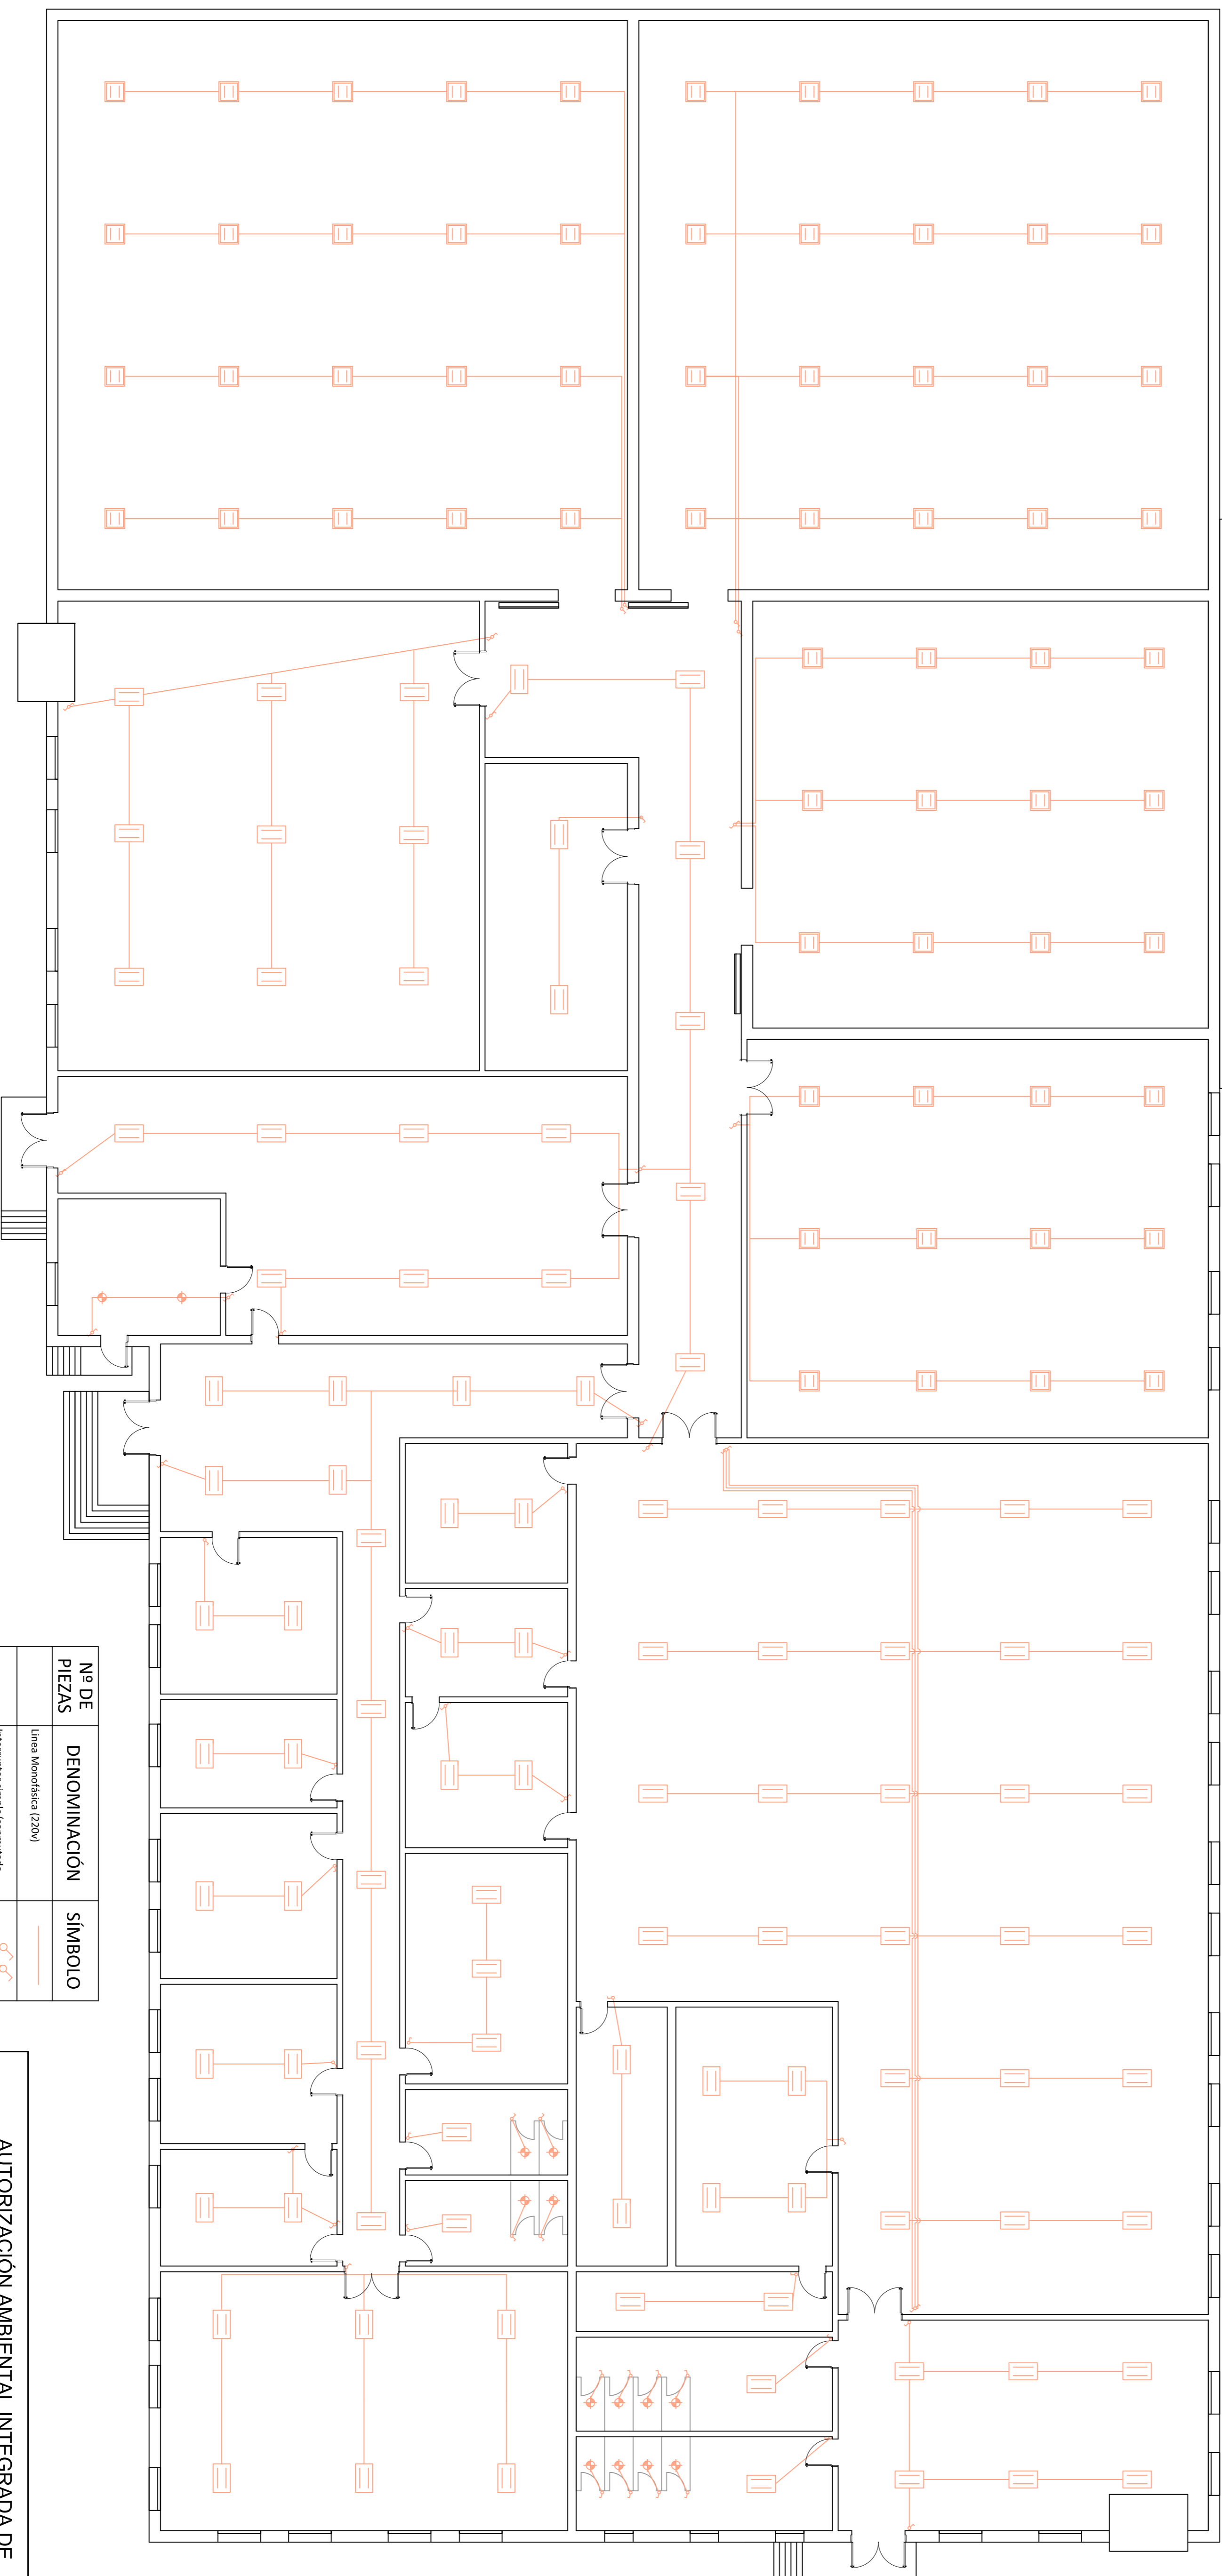 Nº DE
PIEZAS
DENOMINACIÓN
SÍMBOLO
Linea Monofásica (220v)
AUTORIZACIÓN AMBIENTAL INTEGRADA DE